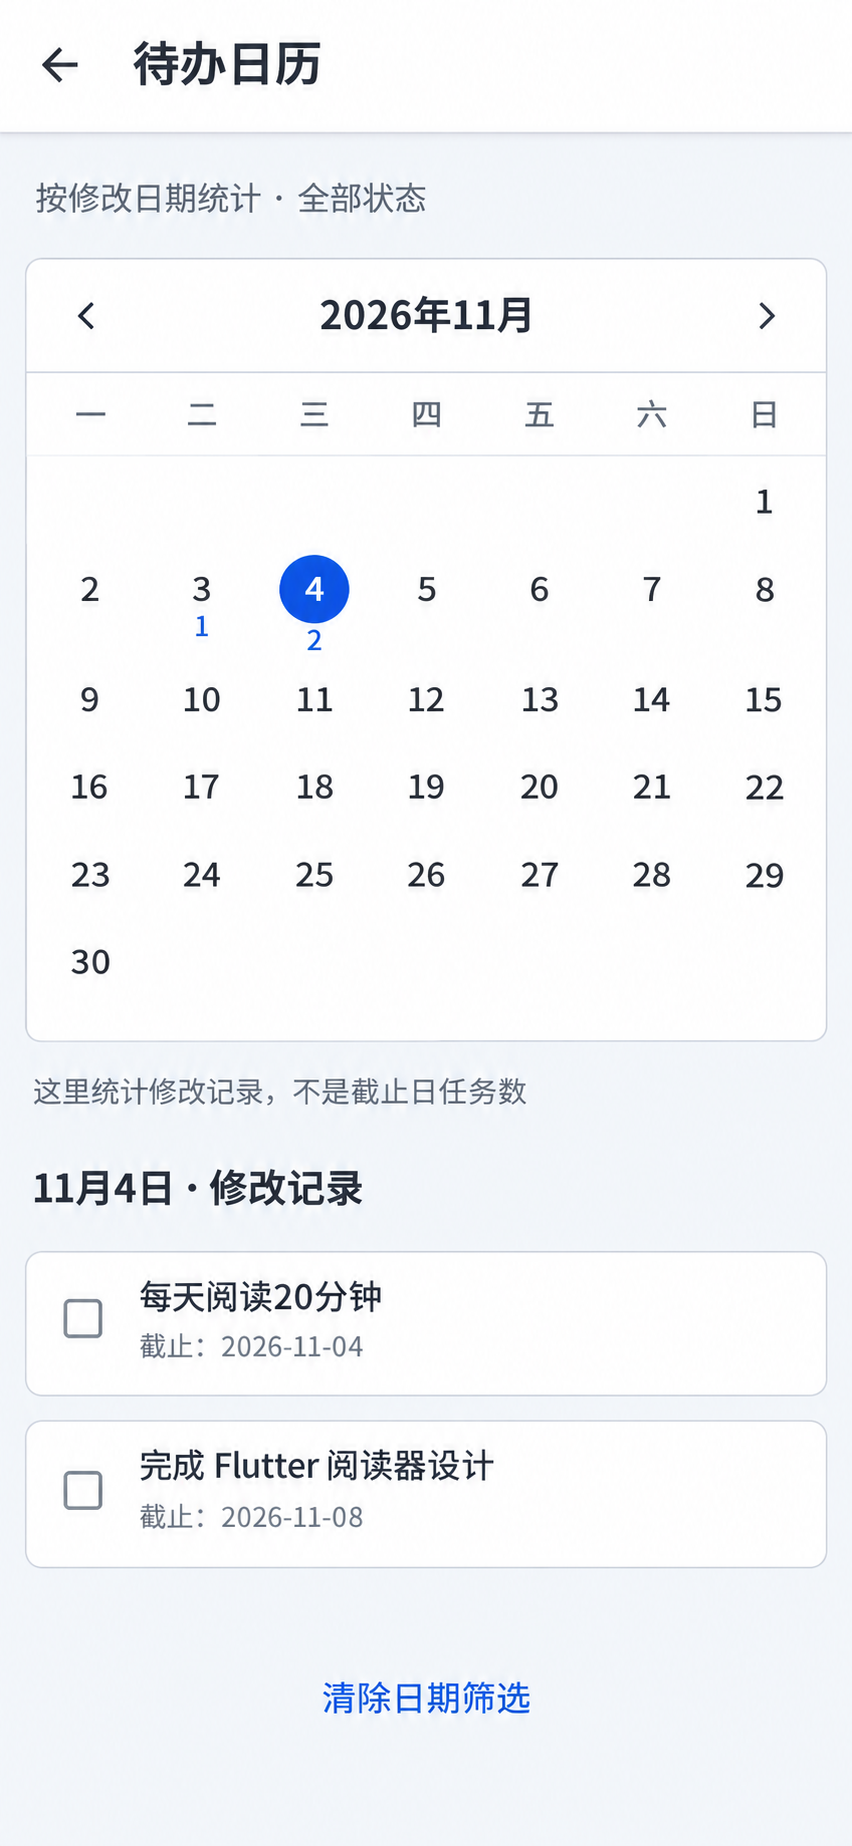 待办日历
按修改日期统计 · 全部状态
2026年11月
一 二 三 四 五 六 日
1
2 3 4 5 6 7 8
1 2
9 10 11 12 13 14 15
16 17 18 19 20 21 22
23 24 25 26 27 28 29
30
这里统计修改记录，不是截止日任务数
11月4日 · 修改记录
每天阅读20分钟
截止：2026-11-04
完成 Flutter 阅读器设计
截止：2026-11-08
清除日期筛选